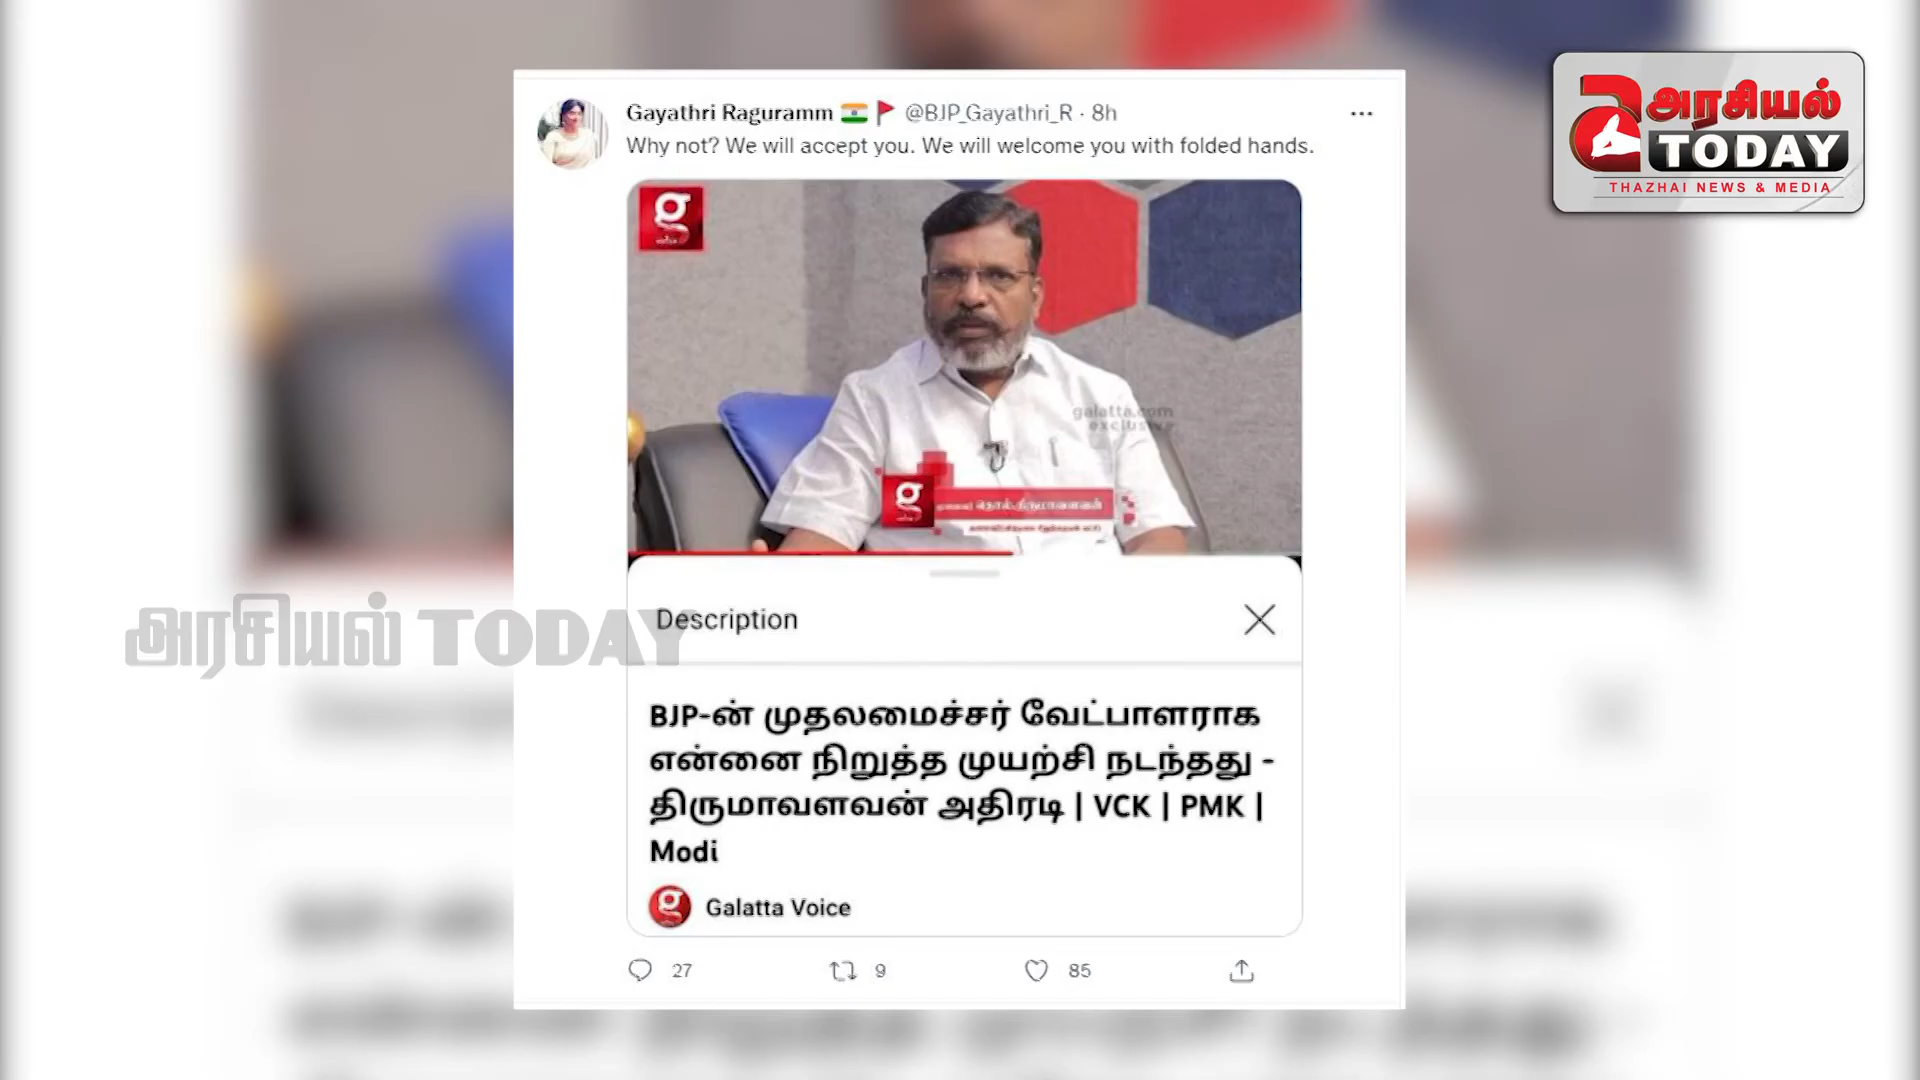 Gayathri Raguramm @BJP_Gayathri_R · 8h
Why not? We will accept you. We will welcome you with folded hands.
அரசியல்
TODAY
THAZHAI NEWS & MEDIA
g
galatta.com
exclusive
g
தொல்.திருமாவளவன்
அரசியல் TODAY
Description
BJP-ன் முதலமைச்சர் வேட்பாளராக
என்னை நிறுத்த முயற்சி நடந்தது -
திருமாவளவன் அதிரடி | VCK | PMK |
Modi
g Galatta Voice
27 9 85